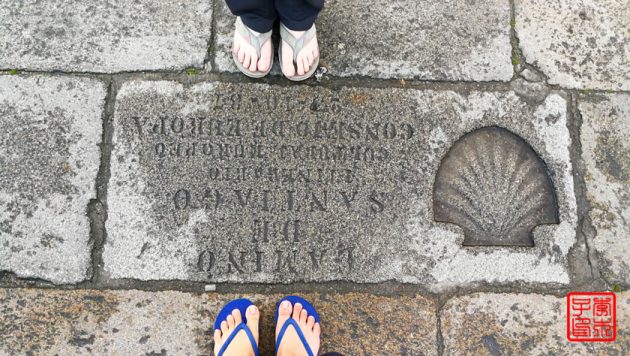 CAMINO
DE
SANTIAGO
ITINERARIO
CULTURAL EUROPEO
CONSEJO DE EUROPA